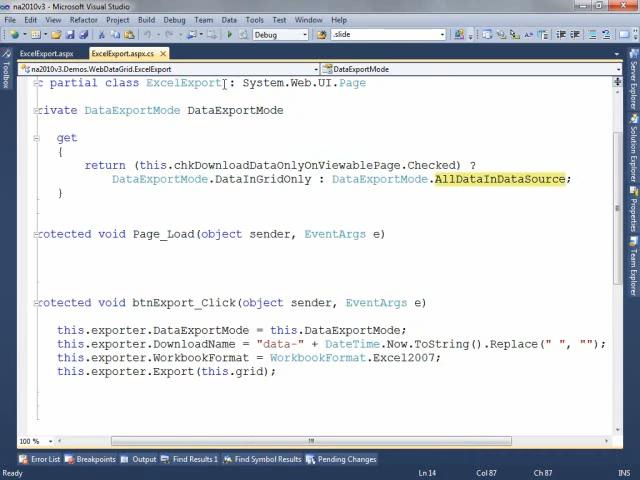 na2010v3 - Microsoft Visual Studio
File Edit View Refactor Project Build Debug Team Data Tools Test Window Help
Debug .slide
ExcelExport.aspx ExcelExport.aspx.cs
na2010v3.Demos.WebDataGrid.ExcelExport DataExportMode
c partial class ExcelExport : System.Web.UI.Page
rivate DataExportMode DataExportMode
get
{
return (this.chkDownloadDataOnlyOnViewablePage.Checked) ?
DataExportMode.DataInGridOnly : DataExportMode.AllDataInDataSource;
}
rotected void Page_Load(object sender, EventArgs e)
rotected void btnExport_Click(object sender, EventArgs e)
this.exporter.DataExportMode = this.DataExportMode;
this.exporter.DownloadName = "data-" + DateTime.Now.ToString().Replace(" ", "");
this.exporter.WorkbookFormat = WorkbookFormat.Excel2007;
this.exporter.Export(this.grid);
100 %
Error List Breakpoints Output Find Results 1 Find Symbol Results Pending Changes
Ready Ln 14 Col 87 Ch 87 INS
Toolbox
Server Explorer
Solution Explorer
Properties
Team Explorer